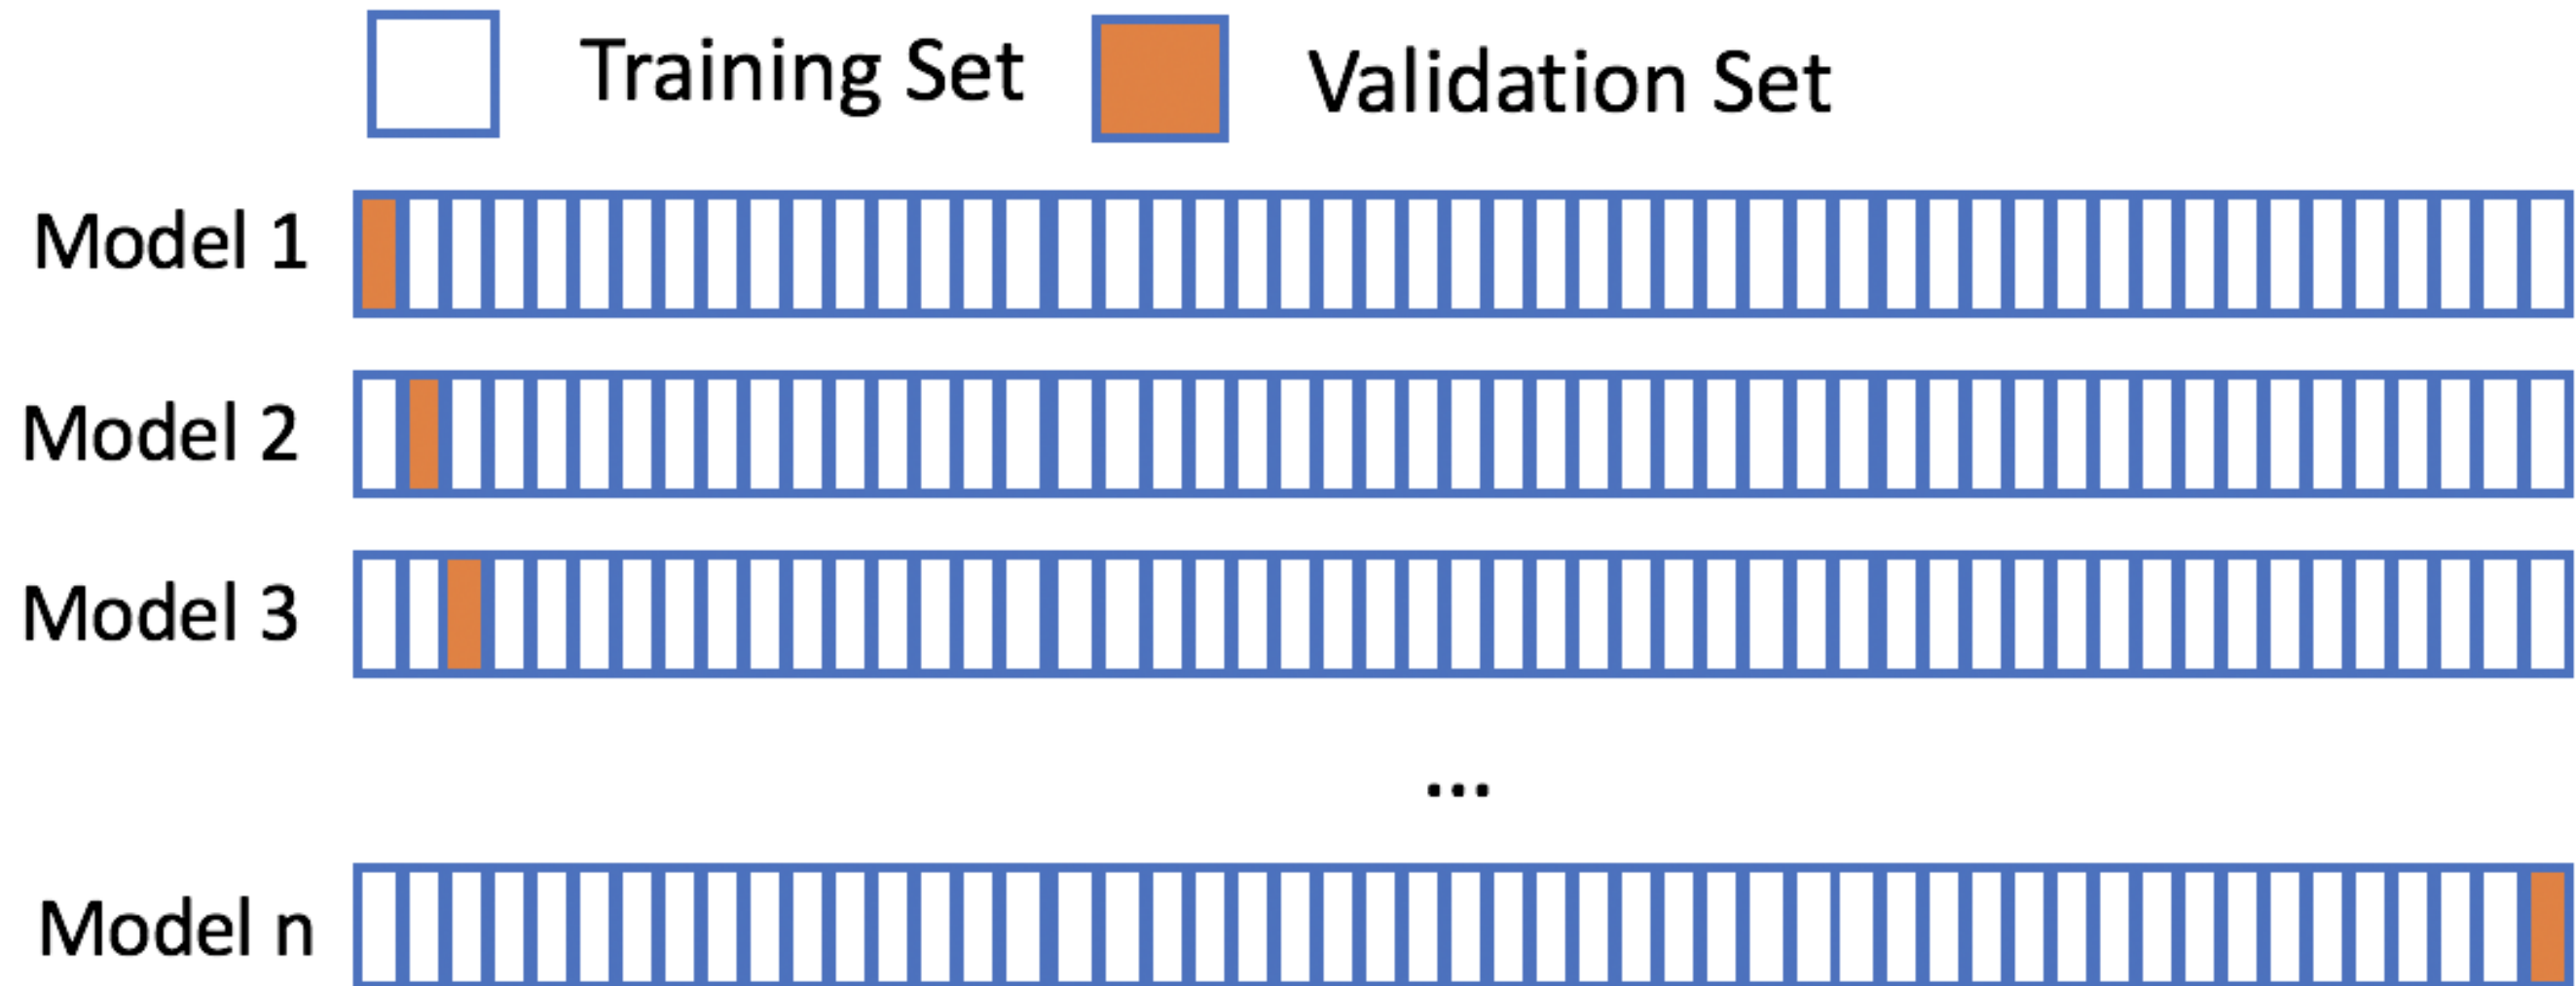 Training Set
Validation Set
Model 1
Model 2
Model 3
...
Model n